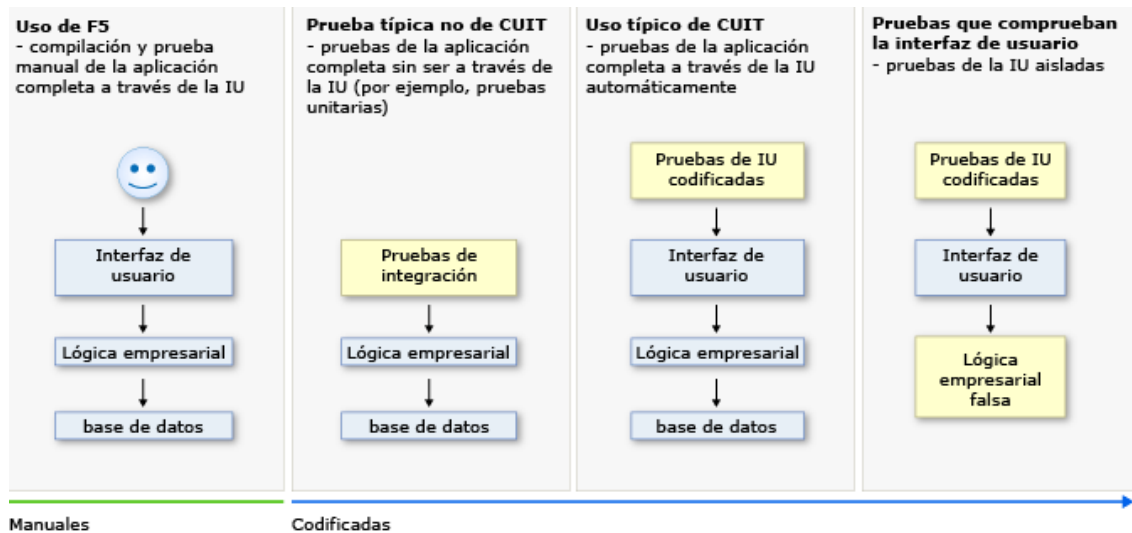 Uso de F5
- compilación y prueba
manual de la aplicación
completa a través de la IU
Interfaz de
usuario
Lógica empresarial
base de datos
Prueba típica no de CUIT
- pruebas de la aplicación
completa sin ser a través de
la IU (por ejemplo, pruebas
unitarias)
Pruebas de
integración
Lógica empresarial
base de datos
Uso típico de CUIT
- pruebas de la aplicación
completa a través de la IU
automáticamente
Pruebas de IU
codificadas
Interfaz de
usuario
Lógica empresarial
base de datos
Pruebas que comprueban
la interfaz de usuario
- pruebas de la IU aisladas
Pruebas de IU
codificadas
Interfaz de
usuario
Lógica
empresarial
falsa
Manuales
Codificadas